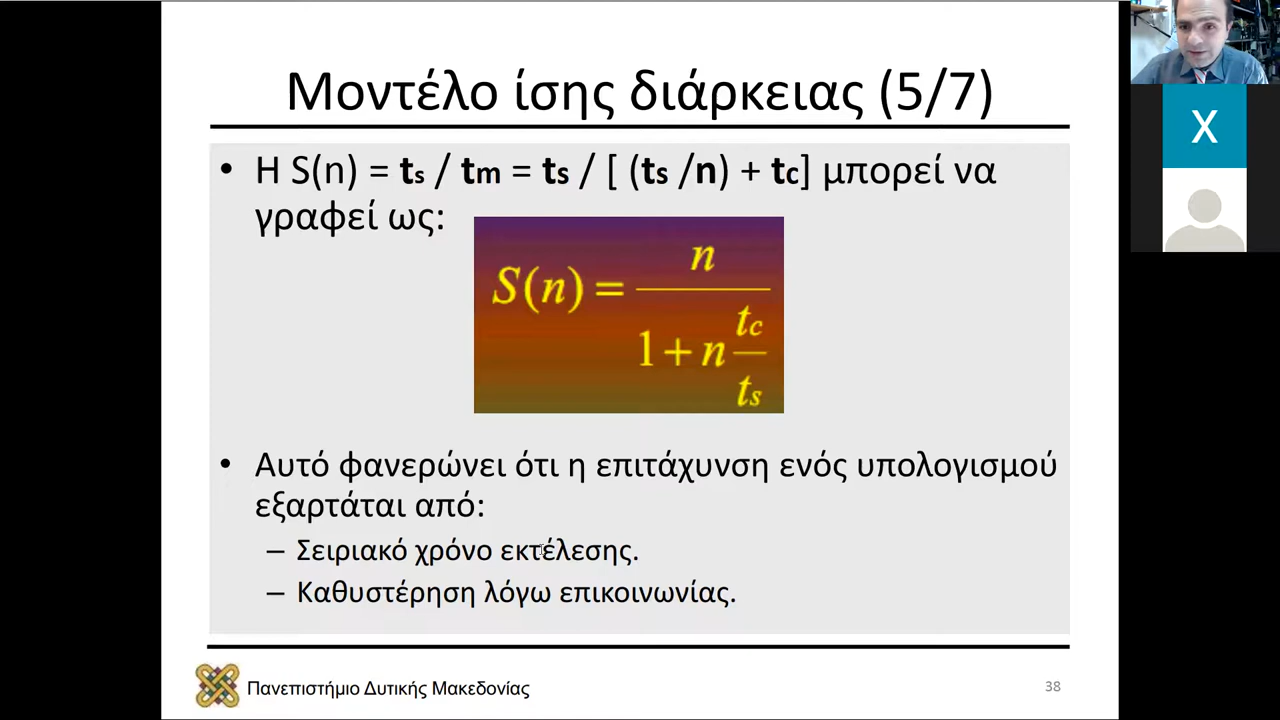 Μοντέλο ίσης διάρκειας (5/7)
• Η S(n) = ts / tm = ts / [ (ts /n) + tc] μπορεί να
γραφεί ως:
S(n) = n / (1 + n tc / ts)
• Αυτό φανερώνει ότι η επιτάχυνση ενός υπολογισμού
εξαρτάται από:
– Σειριακό χρόνο εκτέλεσης.
– Καθυστέρηση λόγω επικοινωνίας.
Πανεπιστήμιο Δυτικής Μακεδονίας
38
X